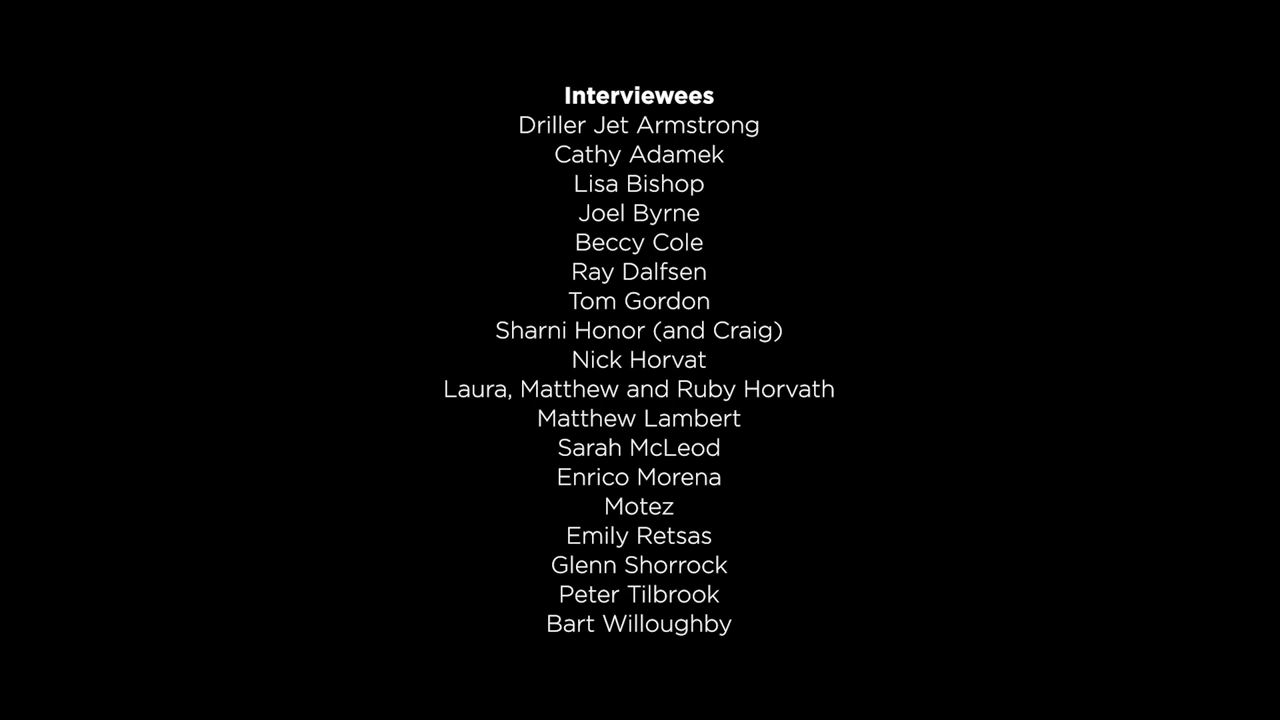 Interviewees
Driller Jet Armstrong
Cathy Adamek
Lisa Bishop
Joel Byrne
Beccy Cole
Ray Dalfsen
Tom Gordon
Sharni Honor (and Craig)
Nick Horvat
Laura, Matthew and Ruby Horvath
Matthew Lambert
Sarah McLeod
Enrico Morena
Motez
Emily Retsas
Glenn Shorrock
Peter Tilbrook
Bart Willoughby